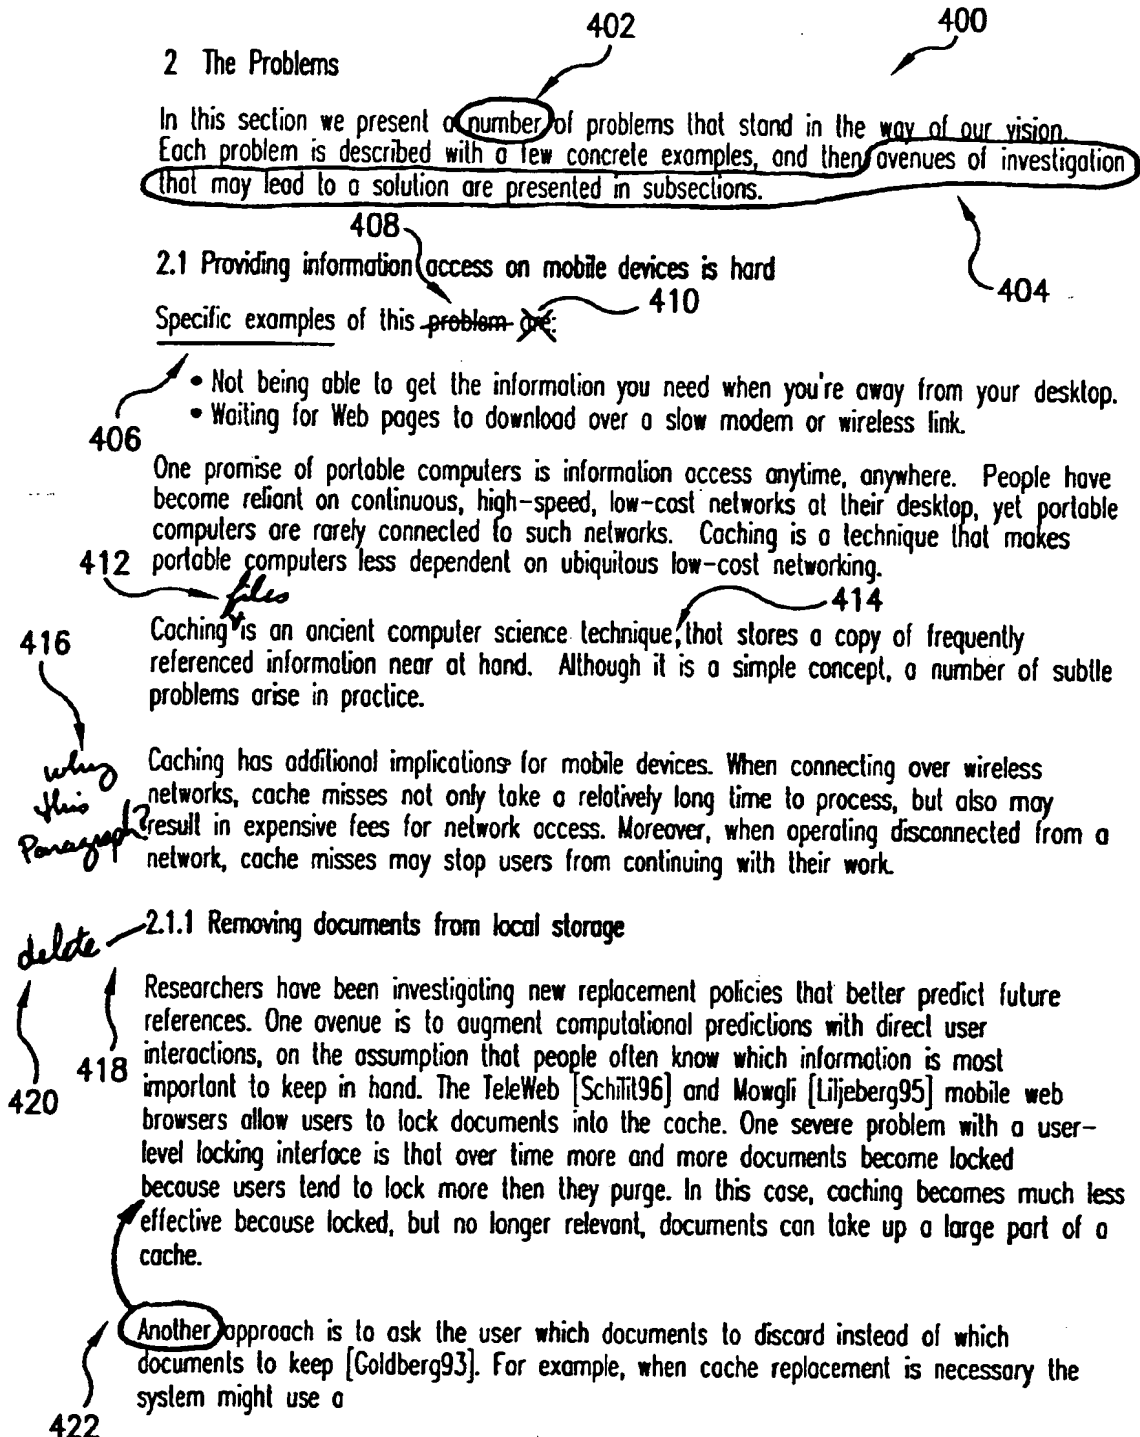 402
400
2 The Problems
In this section we present a number of problems that stand in the way of our vision.
Each problem is described with a few concrete examples, and then avenues of investigation
that may lead to a solution are presented in subsections.
408
404
2.1 Providing information access on mobile devices is hard
410
Specific examples of this problem are:
• Not being able to get the information you need when you're away from your desktop.
• Waiting for Web pages to download over a slow modem or wireless link.
406
One promise of portable computers is information access anytime, anywhere. People have
become reliant on continuous, high-speed, low-cost networks at their desktop, yet portable
computers are rarely connected to such networks. Caching is a technique that makes
412
portable computers less dependent on ubiquitous low-cost networking.
files
414
Caching is an ancient computer science technique, that stores a copy of frequently
416
referenced information near at hand. Although it is a simple concept, a number of subtle
problems arise in practice.
why
this
Paragraph?
Caching has additional implications for mobile devices. When connecting over wireless
networks, cache misses not only take a relatively long time to process, but also may
result in expensive fees for network access. Moreover, when operating disconnected from a
network, cache misses may stop users from continuing with their work.
delete
2.1.1 Removing documents from local storage
Researchers have been investigating new replacement policies that better predict future
references. One avenue is to augment computational predictions with direct user
interactions, on the assumption that people often know which information is most
418
420
important to keep in hand. The TeleWeb [Schilit96] and Mowgli [Liljeberg95] mobile web
browsers allow users to lock documents into the cache. One severe problem with a user-
level locking interface is that over time more and more documents become locked
because users tend to lock more then they purge. In this case, caching becomes much less
effective because locked, but no longer relevant, documents can take up a large part of a
cache.
Another approach is to ask the user which documents to discard instead of which
documents to keep [Goldberg93]. For example, when cache replacement is necessary the
system might use a
422